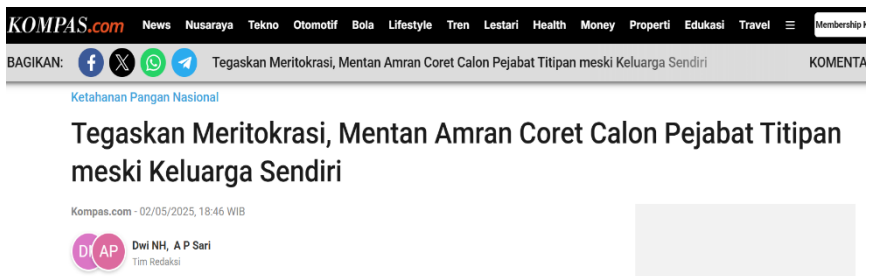 KOMPAS.com News Nusaraya Tekno Otomotif Bola Lifestyle Tren Lestari Health Money Properti Edukasi Travel Membership
BAGIKAN: Tegaskan Meritokrasi, Mentan Amran Coret Calon Pejabat Titipan meski Keluarga Sendiri KOMENTA
Ketahanan Pangan Nasional
Tegaskan Meritokrasi, Mentan Amran Coret Calon Pejabat Titipan
meski Keluarga Sendiri
Kompas.com - 02/05/2025, 18:46 WIB
AP Dwi NH, A P Sari
Tim Redaksi